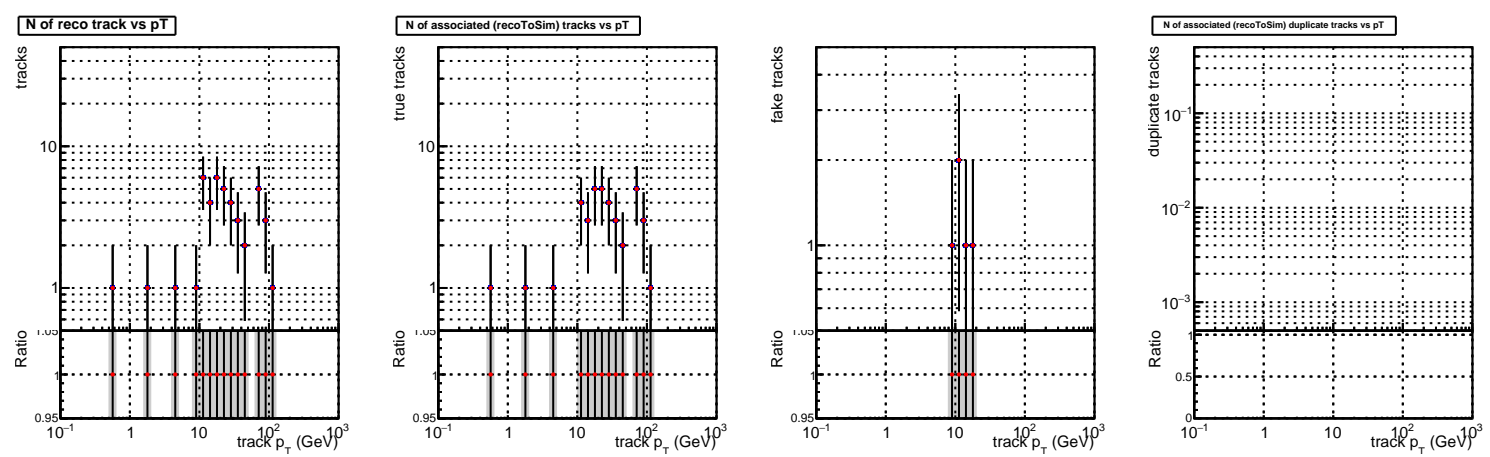 N of reco track vs pT
tracks
10
1
Ratio
1.05
1
0.95
10⁻¹ 1 10 10² 10³
track p_T (GeV)
N of associated (recoToSim) tracks vs pT
true tracks
10
1
Ratio
1.05
1
0.95
10⁻¹ 1 10 10² 10³
track p_T (GeV)
fake tracks
1
Ratio
1.05
1
0.95
10⁻¹ 1 10 10² 10³
track p_T (GeV)
N of associated (recoToSim) duplicate tracks vs pT
duplicate tracks
10⁻¹
10⁻²
10⁻³
Ratio
1
0.5
0
10⁻¹ 1 10 10² 10³
track p_T (GeV)